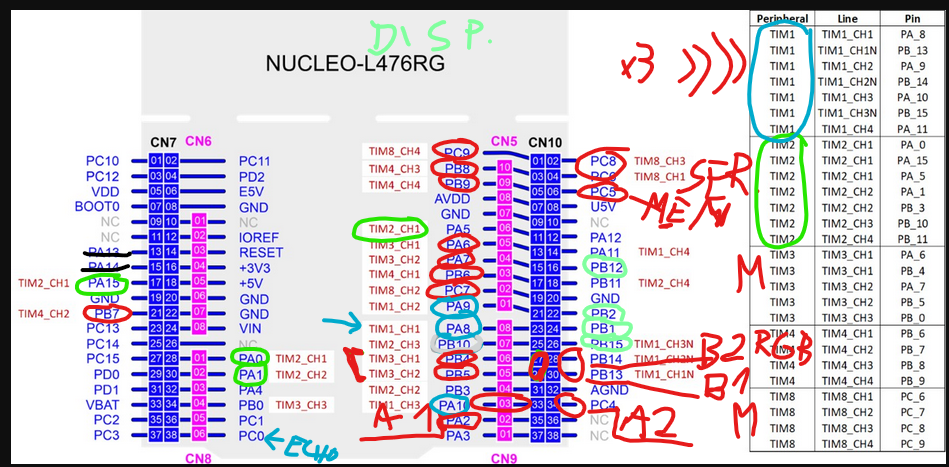 DISP.
NUCLEO-L476RG
x3
CN7 CN6
CN5 CN10
PC10 01 02 PC11
PC12 03 04 PD2
VDD 05 06 E5V
BOOT0 07 08 GND
NC 09 10 01 NC
NC 11 12 02 IOREF
PA13 13 14 03 RESET
PA14 15 16 04 +3V3
TIM2_CH1 PA15 17 18 05 +5V
GND 19 20 06 GND
TIM4_CH2 PB7 21 22 07 GND
PC13 23 24 08 VIN
PC14 25 26 NC
PC15 27 28 01 PA0 TIM2_CH1
PD0 29 30 02 PA1 TIM2_CH2
PD1 31 32 03 PA4
VBAT 33 34 04 PB0 TIM3_CH3
PC2 35 36 05 PC1
PC3 37 38 06 PC0
CN8
ECHO
TIM8_CH4 PC9 01 02 PC8 TIM8_CH3
TIM4_CH3 PB8 10 03 04 PC6
TIM4_CH4 PB9 09 05 06 PC5
AVDD 08 07 08 U5V
GND 07 09 10 NC
TIM2_CH1 PA5 06 11 12 PA12
TIM3_CH1 PA6 05 13 14 PA11 TIM1_CH4
TIM3_CH2 PA7 04 15 16 PB12
TIM4_CH1 PB6 03 17 18 PB11 TIM2_CH4
TIM8_CH2 PC7 02 19 20 GND
TIM1_CH2 PA9 01 21 22 PB2
TIM1_CH1 PA8 08 23 24 PB1
TIM2_CH3 PB10 07 25 26 PB15 TIM1_CH3N
TIM3_CH1 PB4 06 28 PB14 TIM1_CH2N
TIM3_CH2 PB5 05 30 PB13 TIM1_CH1N
PB3 04 31 32 AGND
TIM1_CH3 PA10 03 33 34 PC4
PA2 02 35 36 NC
PA3 01 37 38 NC
CN9
A1
A2
B2
B1
RGB
M
M
Peripheral Line Pin
TIM1 TIM1_CH1 PA_8
TIM1 TIM1_CH1N PB_13
TIM1 TIM1_CH2 PA_9
TIM1 TIM1_CH2N PB_14
TIM1 TIM1_CH3 PA_10
TIM1 TIM1_CH3N PB_15
TIM1 TIM1_CH4 PA_11
TIM2 TIM2_CH1 PA_0
TIM2 TIM2_CH1 PA_15
TIM2 TIM2_CH1 PA_5
TIM2 TIM2_CH2 PA_1
TIM2 TIM2_CH2 PB_3
TIM2 TIM2_CH3 PB_10
TIM2 TIM2_CH4 PB_11
TIM3 TIM3_CH1 PA_6
TIM3 TIM3_CH1 PB_4
TIM3 TIM3_CH2 PA_7
TIM3 TIM3_CH2 PB_5
TIM3 TIM3_CH3 PB_0
TIM4 TIM4_CH1 PB_6
TIM4 TIM4_CH2 PB_7
TIM4 TIM4_CH3 PB_8
TIM4 TIM4_CH4 PB_9
TIM8 TIM8_CH1 PC_6
TIM8 TIM8_CH2 PC_7
TIM8 TIM8_CH3 PC_8
TIM8 TIM8_CH4 PC_9